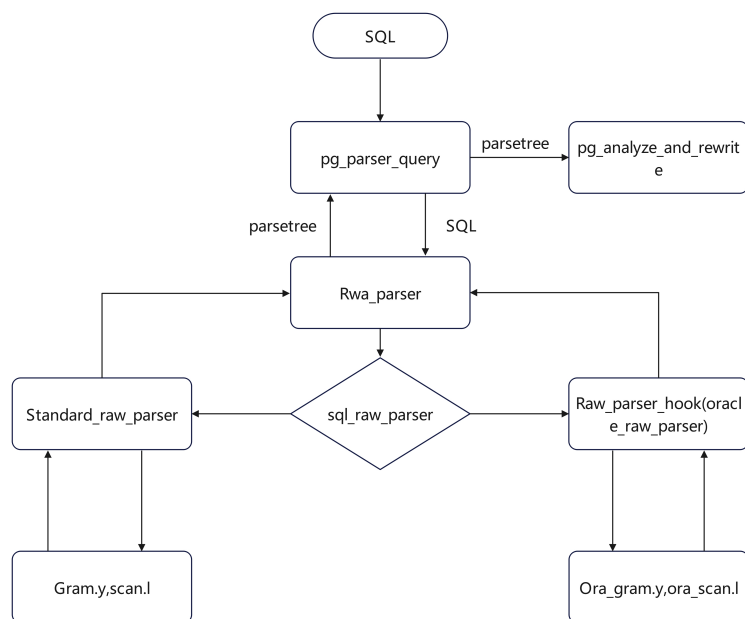 SQL
parsetree
pg_parser_query
pg_analyze_and_rewrit
e
parsetree
SQL
Rwa_parser
Standard_raw_parser
sql_raw_parser
Raw_parser_hook(oracl
e_raw_parser)
Gram.y,scan.l
Ora_gram.y,ora_scan.l